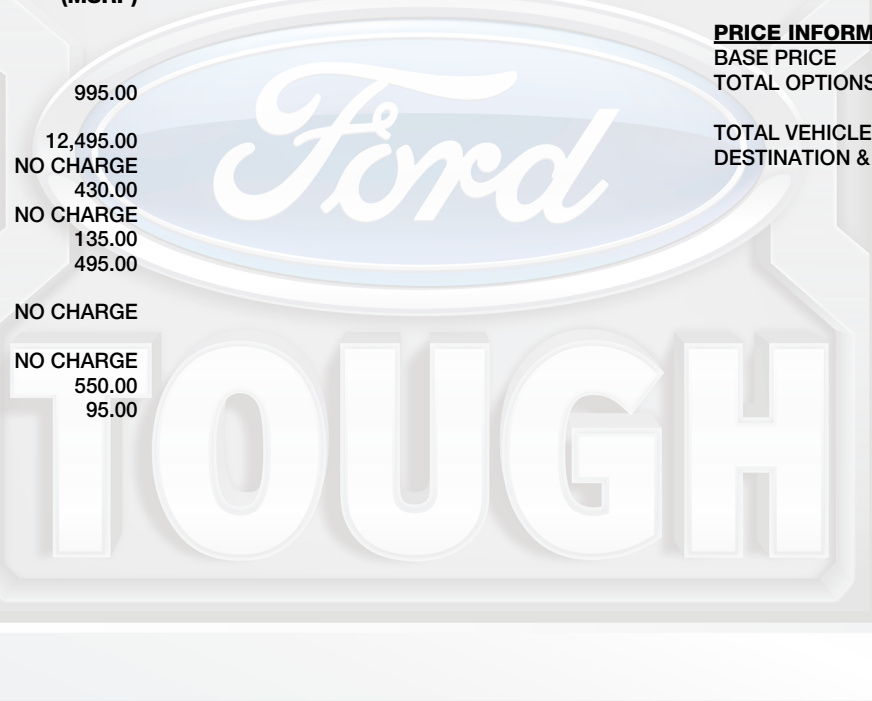 (MSRP)
995.00
12,495.00
NO CHARGE
430.00
NO CHARGE
135.00
495.00
NO CHARGE
NO CHARGE
550.00
95.00
PRICE INFORM
BASE PRICE
TOTAL OPTIONS
TOTAL VEHICLE
DESTINATION &
Ford
TOUGH